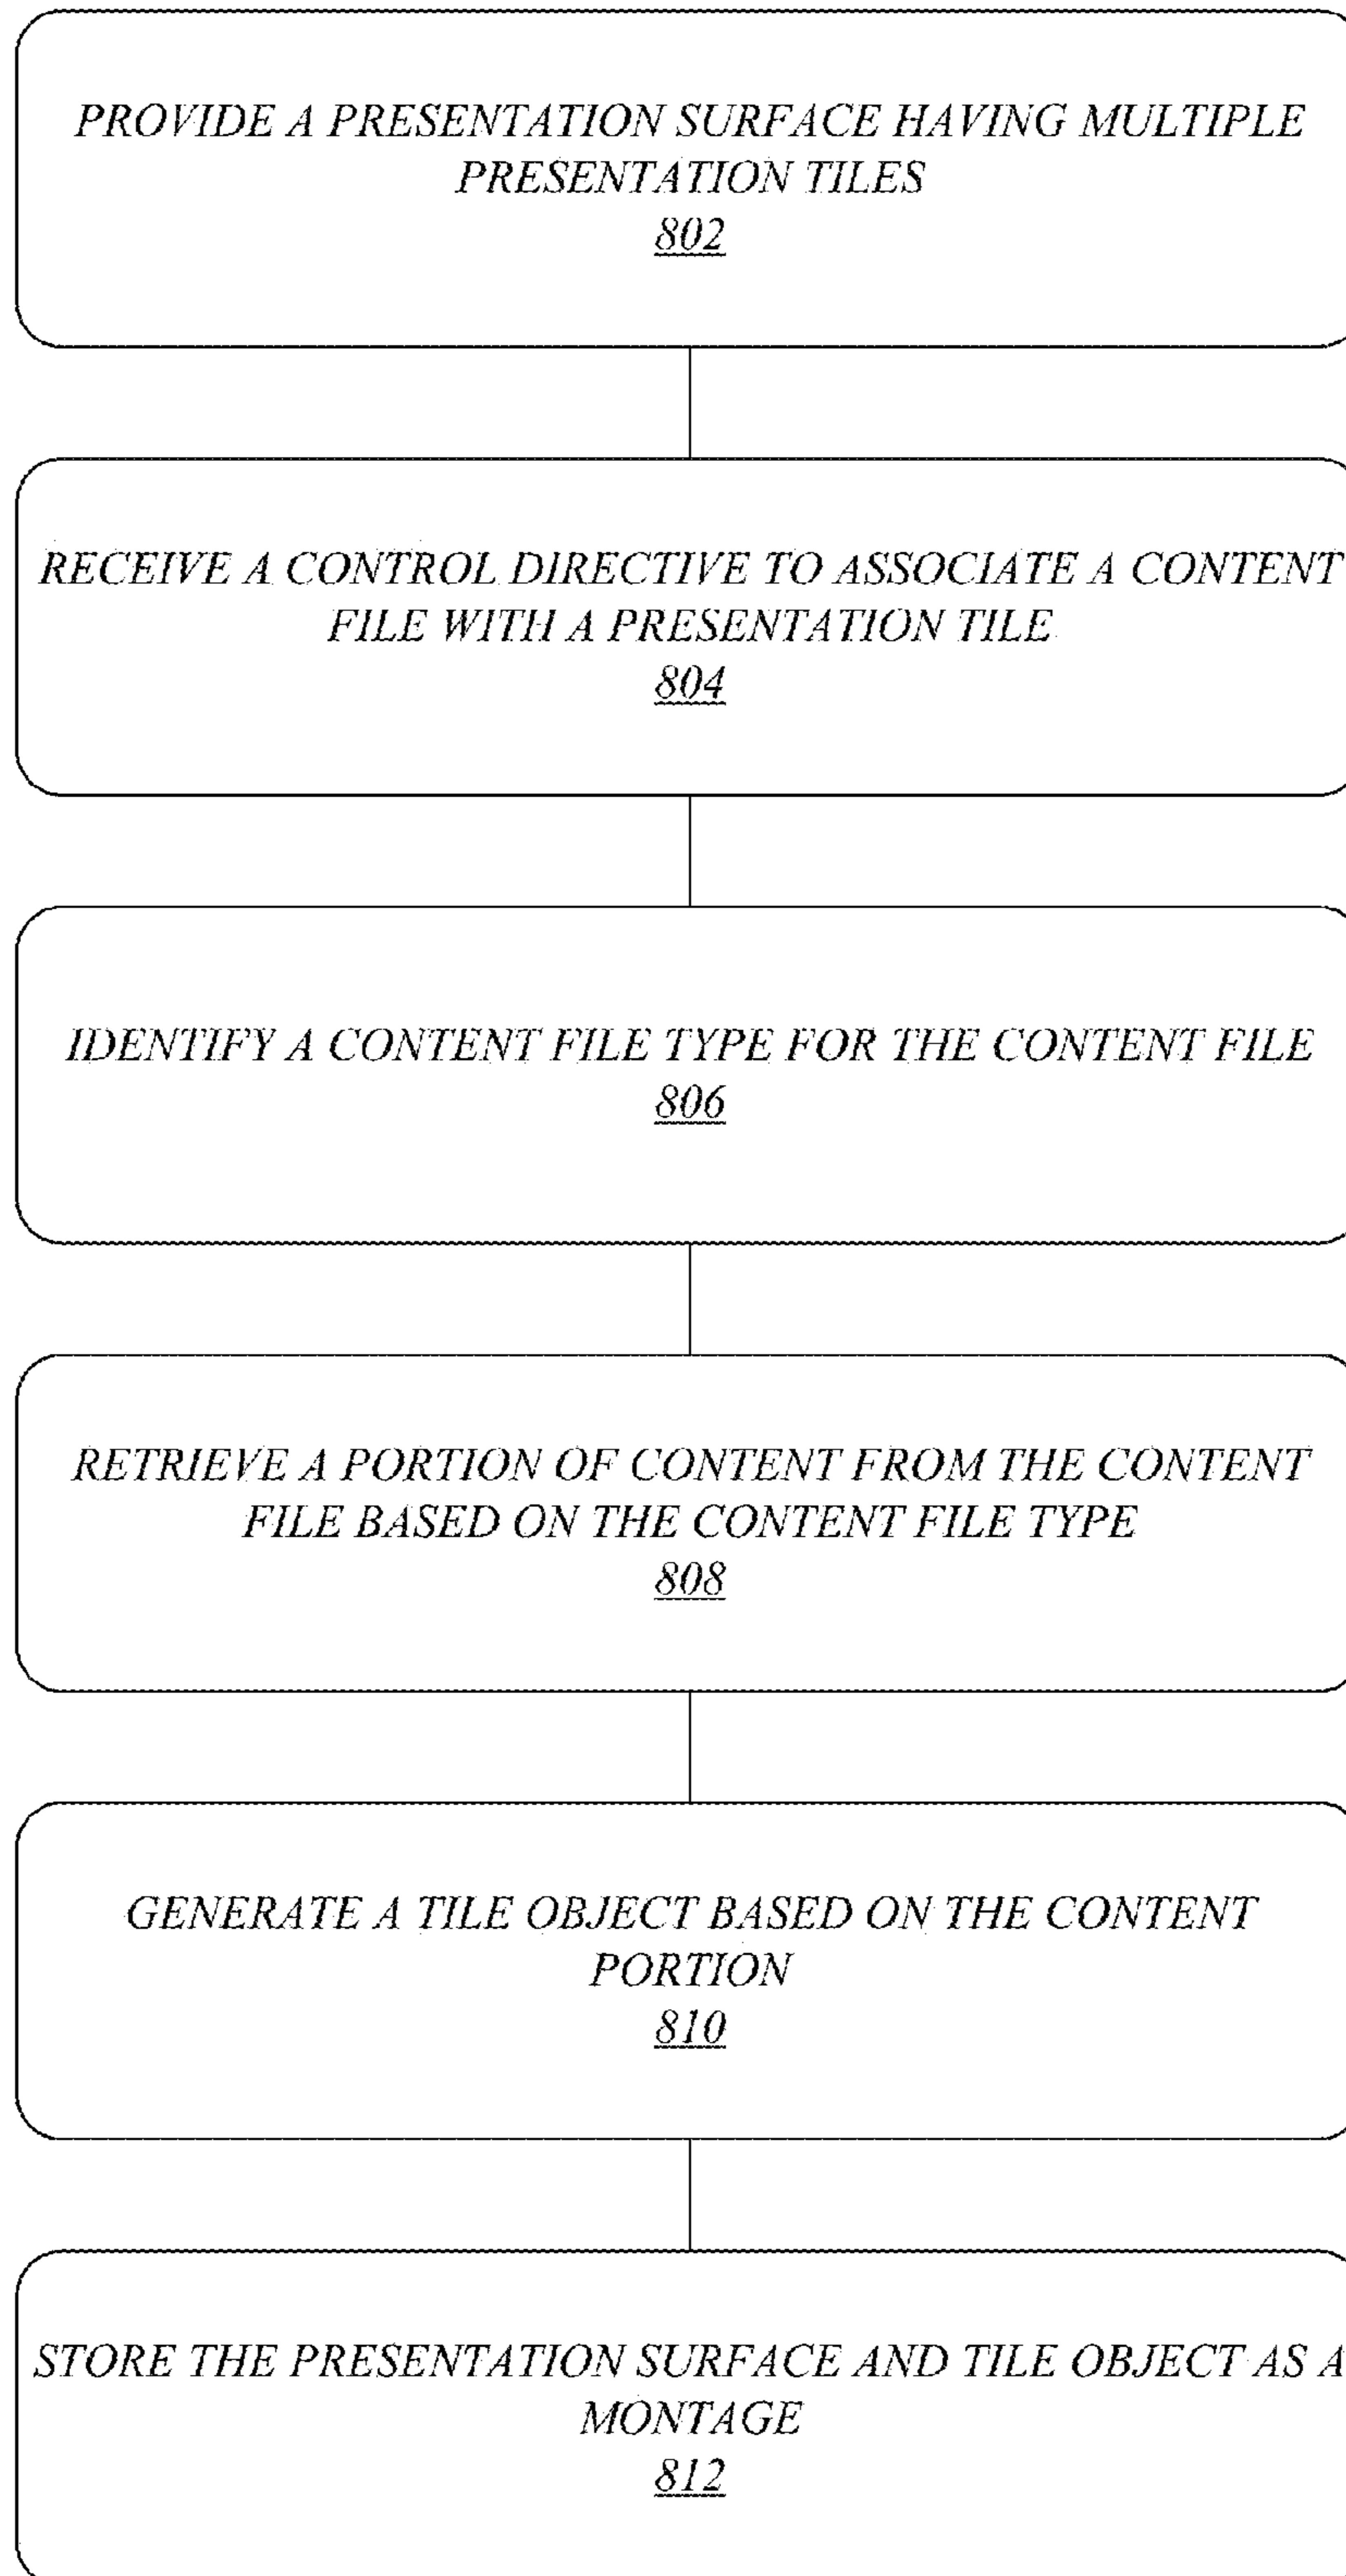 PROVIDE A PRESENTATION SURFACE HAVING MULTIPLE
PRESENTATION TILES
802
RECEIVE A CONTROL DIRECTIVE TO ASSOCIATE A CONTENT
FILE WITH A PRESENTATION TILE
804
IDENTIFY A CONTENT FILE TYPE FOR THE CONTENT FILE
806
RETRIEVE A PORTION OF CONTENT FROM THE CONTENT
FILE BASED ON THE CONTENT FILE TYPE
808
GENERATE A TILE OBJECT BASED ON THE CONTENT
PORTION
810
STORE THE PRESENTATION SURFACE AND TILE OBJECT AS A
MONTAGE
812